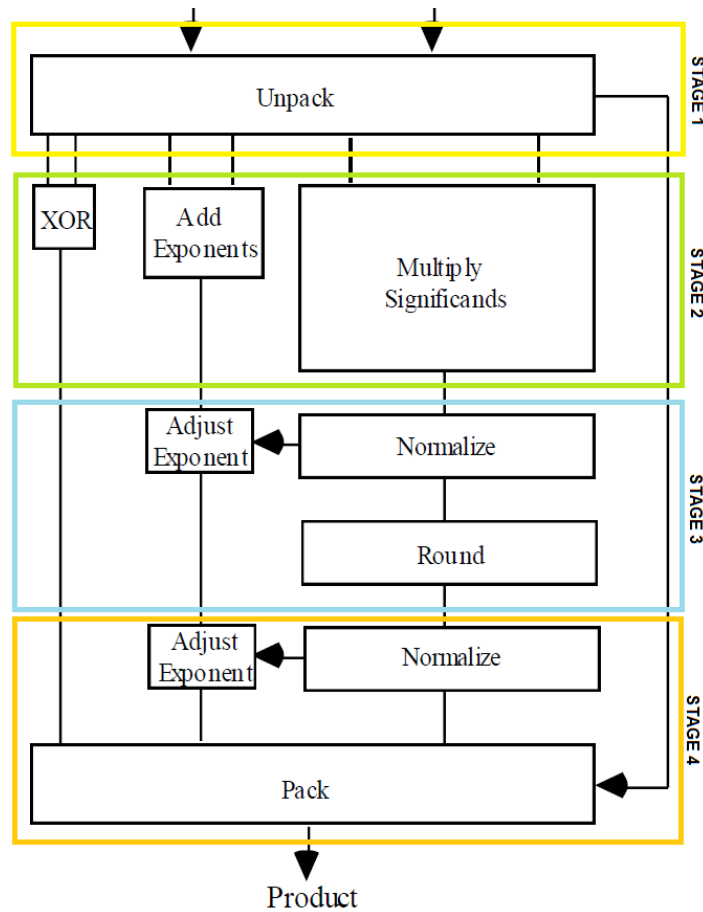 Unpack
STAGE 1
XOR
Add
Exponents
Multiply
Significands
STAGE 2
Adjust
Exponent
Normalize
Round
STAGE 3
Adjust
Exponent
Normalize
STAGE 4
Pack
Product